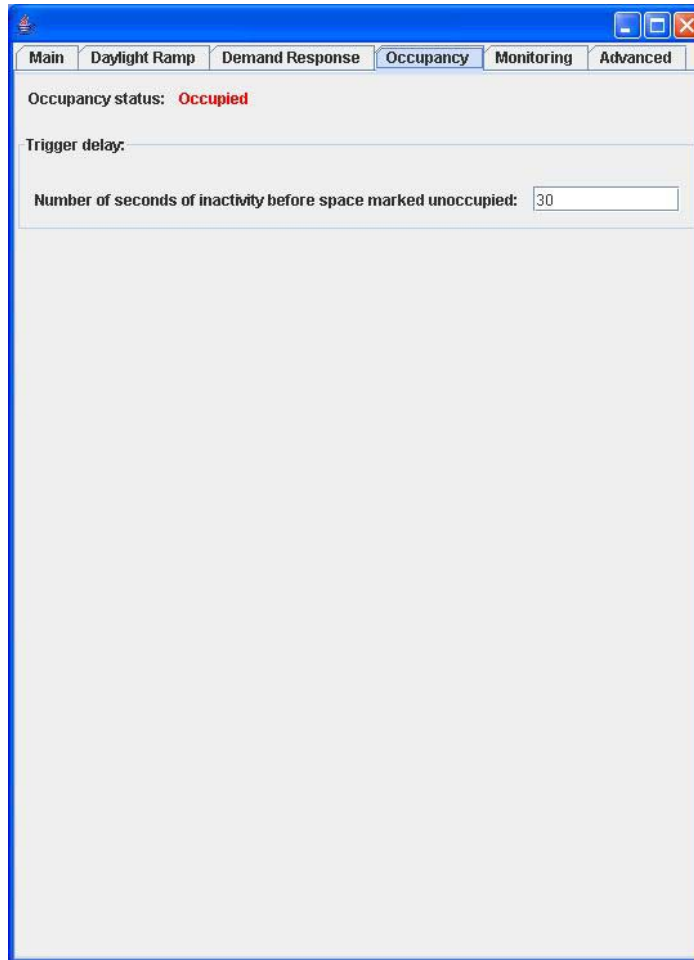 Main Daylight Ramp Demand Response Occupancy Monitoring Advanced
Occupancy status: Occupied
Trigger delay:
Number of seconds of inactivity before space marked unoccupied: 30